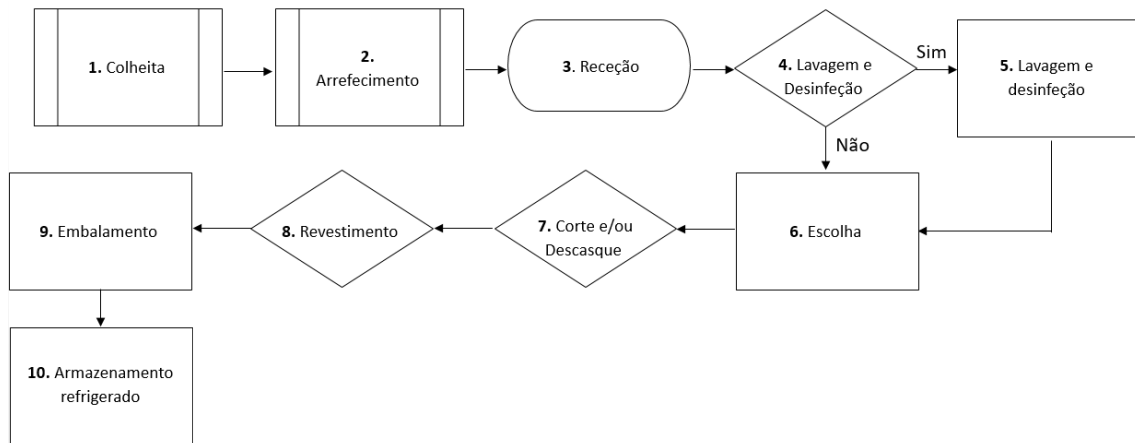 1. Colheita
2.
Arrefecimento
3. Receção
4. Lavagem e
Desinfeção
Sim
5. Lavagem e
desinfeção
Não
6. Escolha
7. Corte e/ou
Descasque
8. Revestimento
9. Embalamento
10. Armazenamento
refrigerado